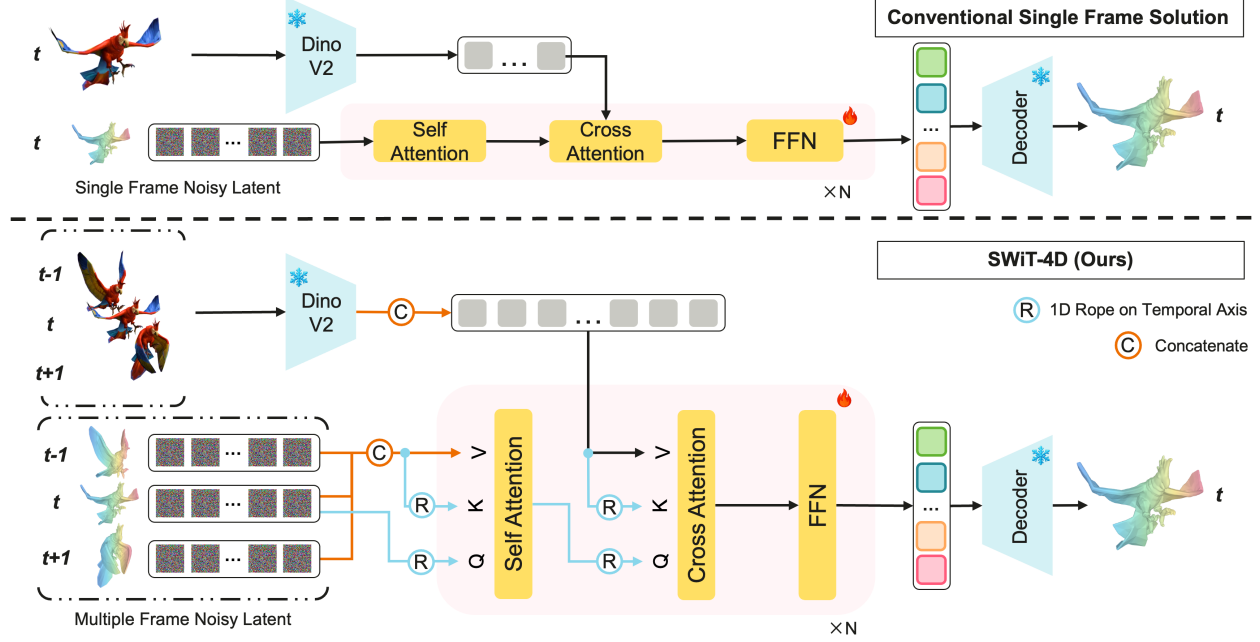 Conventional Single Frame Solution
t
Dino
V2
...
t
...
Self
Attention
Cross
Attention
FFN
...
Decoder
t
Single Frame Noisy Latent
×N
SWiT-4D (Ours)
t-1
t
t+1
Dino
V2
C
...
R 1D Rope on Temporal Axis
C Concatenate
t-1
...
t
...
t+1
...
C
V
R
K
R
Q
Self Attention
V
R
K
R
Q
Cross Attention
FFN
...
Decoder
t
Multiple Frame Noisy Latent
×N